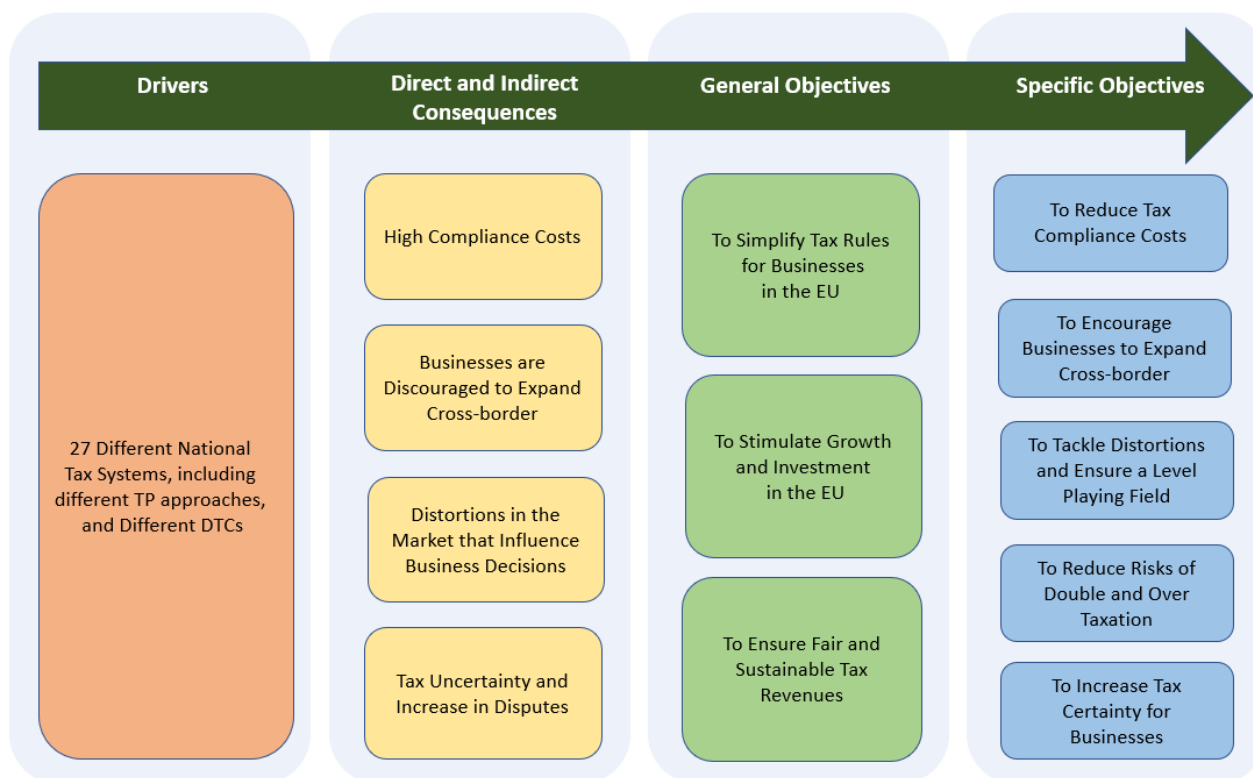 Drivers
Direct and Indirect
Consequences
General Objectives
Specific Objectives
27 Different National
Tax Systems, including
different TP approaches,
and Different DTCs
High Compliance Costs
Businesses are
Discouraged to Expand
Cross-border
Distortions in the
Market that Influence
Business Decisions
Tax Uncertainty and
Increase in Disputes
To Simplify Tax Rules
for Businesses
in the EU
To Stimulate Growth
and Investment
in the EU
To Ensure Fair and
Sustainable Tax
Revenues
To Reduce Tax
Compliance Costs
To Encourage
Businesses to Expand
Cross-border
To Tackle Distortions
and Ensure a Level
Playing Field
To Reduce Risks of
Double and Over
Taxation
To Increase Tax
Certainty for
Businesses